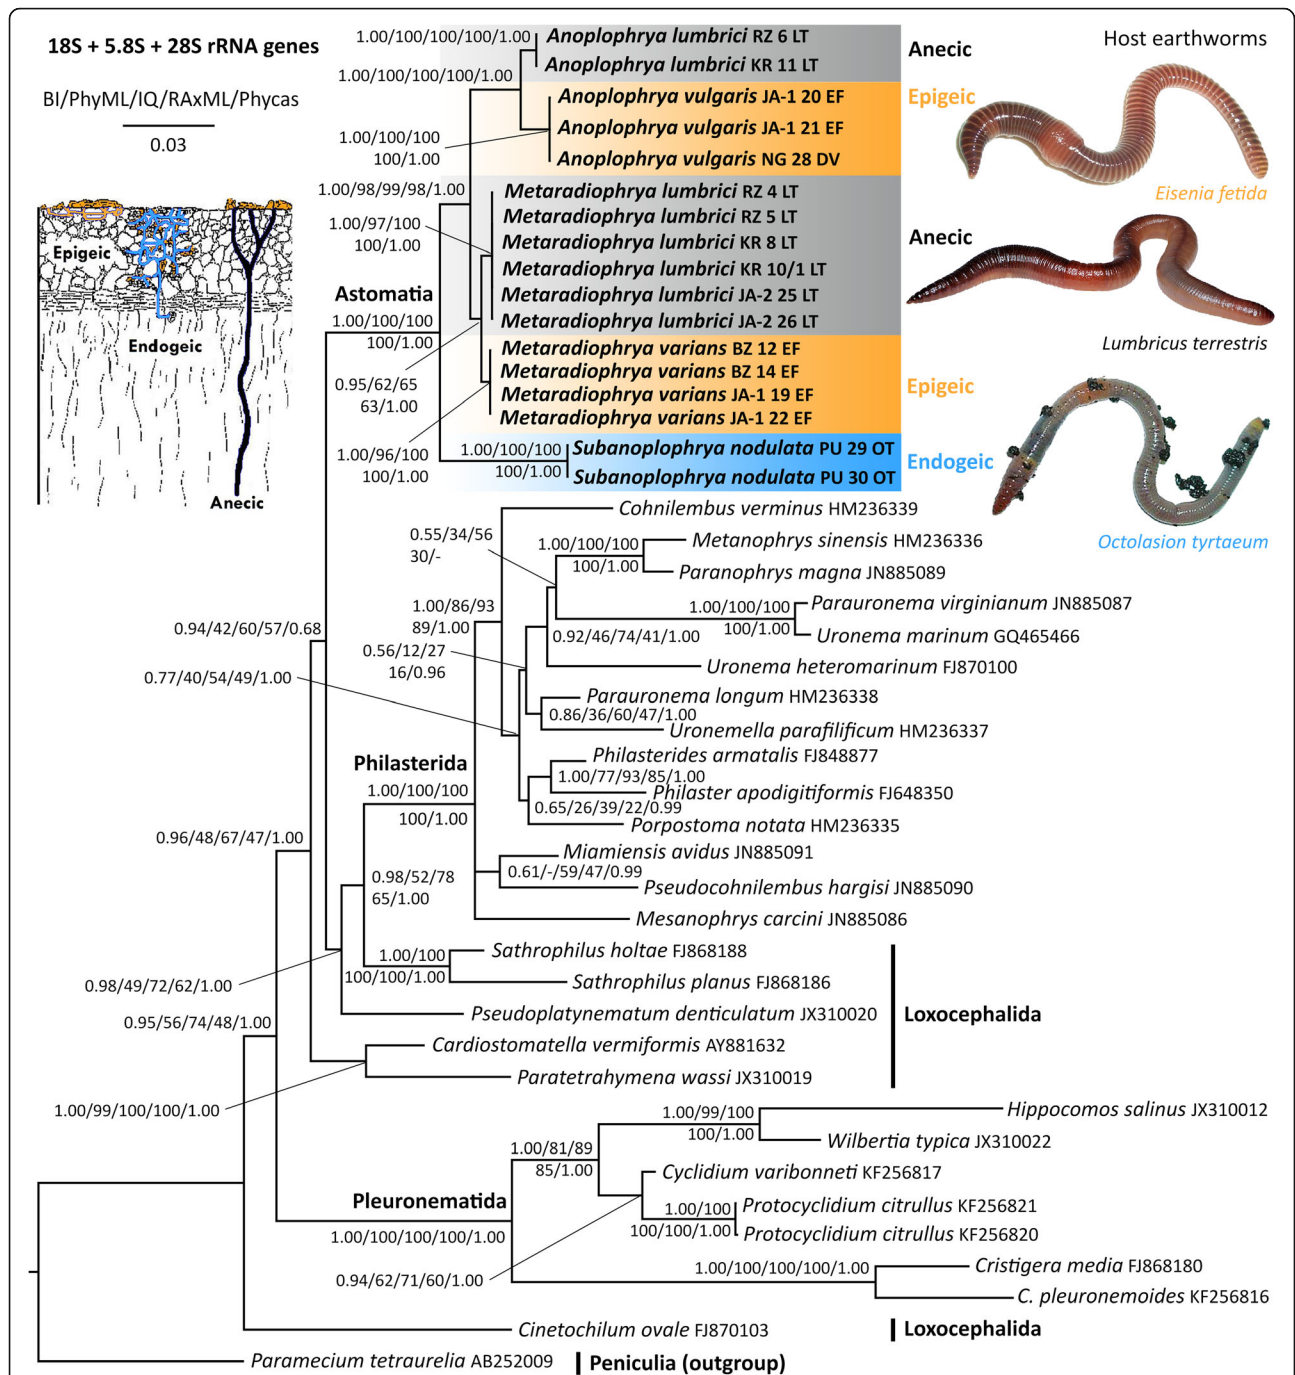 18S + 5.8S + 28S rRNA genes
BI/PhyML/IQ/RAxML/Phycas
0.03
Epigeic
Endogeic
Anecic
Host earthworms
Anecic
Epigeic
Eisenia fetida
Anecic
Lumbricus terrestris
Epigeic
Endogeic
Octolasion tyrtaeum
1.00/100/100/100/1.00
Anoplophrya lumbrici RZ 6 LT
Anoplophrya lumbrici KR 11 LT
1.00/100/100/100/1.00
Anoplophrya vulgaris JA-1 20 EF
Anoplophrya vulgaris JA-1 21 EF
Anoplophrya vulgaris NG 28 DV
1.00/100/100
100/1.00
1.00/98/99/98/1.00
Metaradiophrya lumbrici RZ 4 LT
Metaradiophrya lumbrici RZ 5 LT
Metaradiophrya lumbrici KR 8 LT
Metaradiophrya lumbrici KR 10/1 LT
Metaradiophrya lumbrici JA-2 25 LT
Metaradiophrya lumbrici JA-2 26 LT
1.00/97/100
100/1.00
Astomatia
1.00/100/100
100/1.00
Metaradiophrya varians BZ 12 EF
Metaradiophrya varians BZ 14 EF
Metaradiophrya varians JA-1 19 EF
Metaradiophrya varians JA-1 22 EF
0.95/62/65
63/1.00
1.00/96/100
100/1.00
1.00/100/100
100/1.00
Subanoplophrya nodulata PU 29 OT
Subanoplophrya nodulata PU 30 OT
Cohnilembus verminus HM236339
0.55/34/56
30/-
1.00/100/100
100/1.00
Metanophrys sinensis HM236336
Paranophrys magna JN885089
1.00/100/100
100/1.00
Parauronema virginianum JN885087
Uronema marinum GQ465466
1.00/86/93
89/1.00
0.94/42/60/57/0.68
0.92/46/74/41/1.00
0.56/12/27
16/0.96
Uronema heteromarinum FJ870100
0.77/40/54/49/1.00
Parauronema longum HM236338
0.86/36/60/47/1.00
Uronemella parafilificum HM236337
Philasterides armatalis FJ848877
1.00/77/93/85/1.00
Philaster apodigitiformis FJ648350
0.65/26/39/22/0.99
Porpostoma notata HM236335
Philasterida
1.00/100/100
100/1.00
0.96/48/67/47/1.00
Miamiensis avidus JN885091
0.61/-/59/47/0.99
Pseudocohnilembus hargisi JN885090
0.98/52/78
65/1.00
Mesanophrys carcini JN885086
1.00/100
100/100/1.00
Sathrophilus holtae FJ868188
Sathrophilus planus FJ868186
0.98/49/72/62/1.00
Pseudoplatynematum denticulatum JX310020
Loxocephalida
0.95/56/74/48/1.00
Cardiostomatella vermiformis AY881632
Paratetrahymena wassi JX310019
1.00/99/100/100/1.00
1.00/99/100
100/1.00
Hippocomos salinus JX310012
Wilbertia typica JX310022
1.00/81/89
85/1.00
Cyclidium varibonneti KF256817
Pleuronematida
1.00/100/100/100/1.00
1.00/100
100/100/1.00
Protocyclidium citrullus KF256821
Protocyclidium citrullus KF256820
0.94/62/71/60/1.00
1.00/100/100/100/1.00
Cristigera media FJ868180
C. pleuronemoides KF256816
Cinetochilum ovale FJ870103
Loxocephalida
Paramecium tetraurelia AB252009
Peniculia (outgroup)